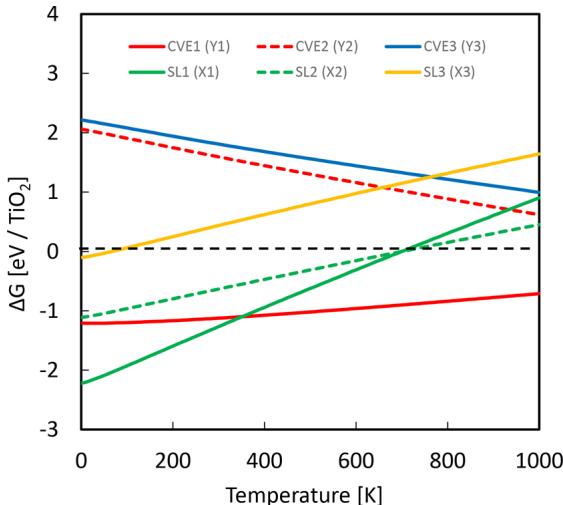 4
CVE1 (Y1) CVE2 (Y2) CVE3 (Y3)
SL1 (X1) SL2 (X2) SL3 (X3)
3
2
1
0
-1
-2
-3
ΔG [eV / TiO₂]
0 200 400 600 800 1000
Temperature [K]